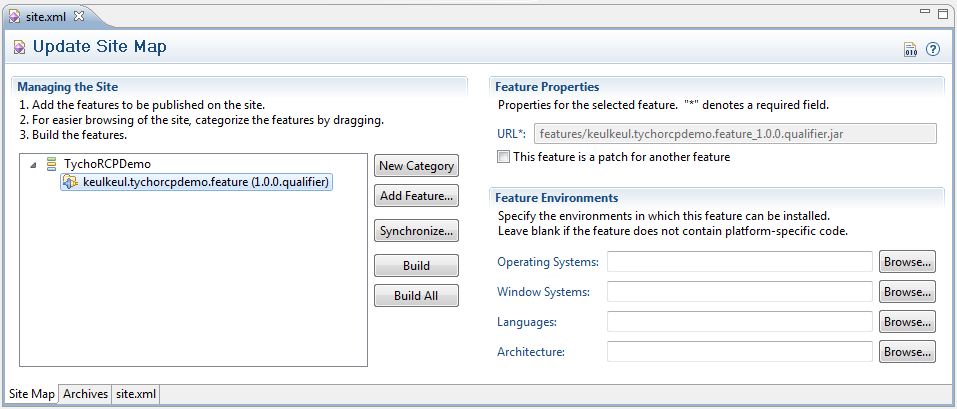 site.xml
Update Site Map
010
Managing the Site
1. Add the features to be published on the site.
2. For easier browsing of the site, categorize the features by dragging.
3. Build the features.
TychoRCPDemo
keulkeul.tychorcpdemo.feature (1.0.0.qualifier)
New Category
Add Feature...
Synchronize...
Build
Build All
Feature Properties
Properties for the selected feature.  "*" denotes a required field.
URL*: features/keulkeul.tychorcpdemo.feature_1.0.0.qualifier.jar
This feature is a patch for another feature
Feature Environments
Specify the environments in which this feature can be installed.
Leave blank if the feature does not contain platform-specific code.
Operating Systems: Browse...
Window Systems: Browse...
Languages: Browse...
Architecture: Browse...
Site Map Archives site.xml